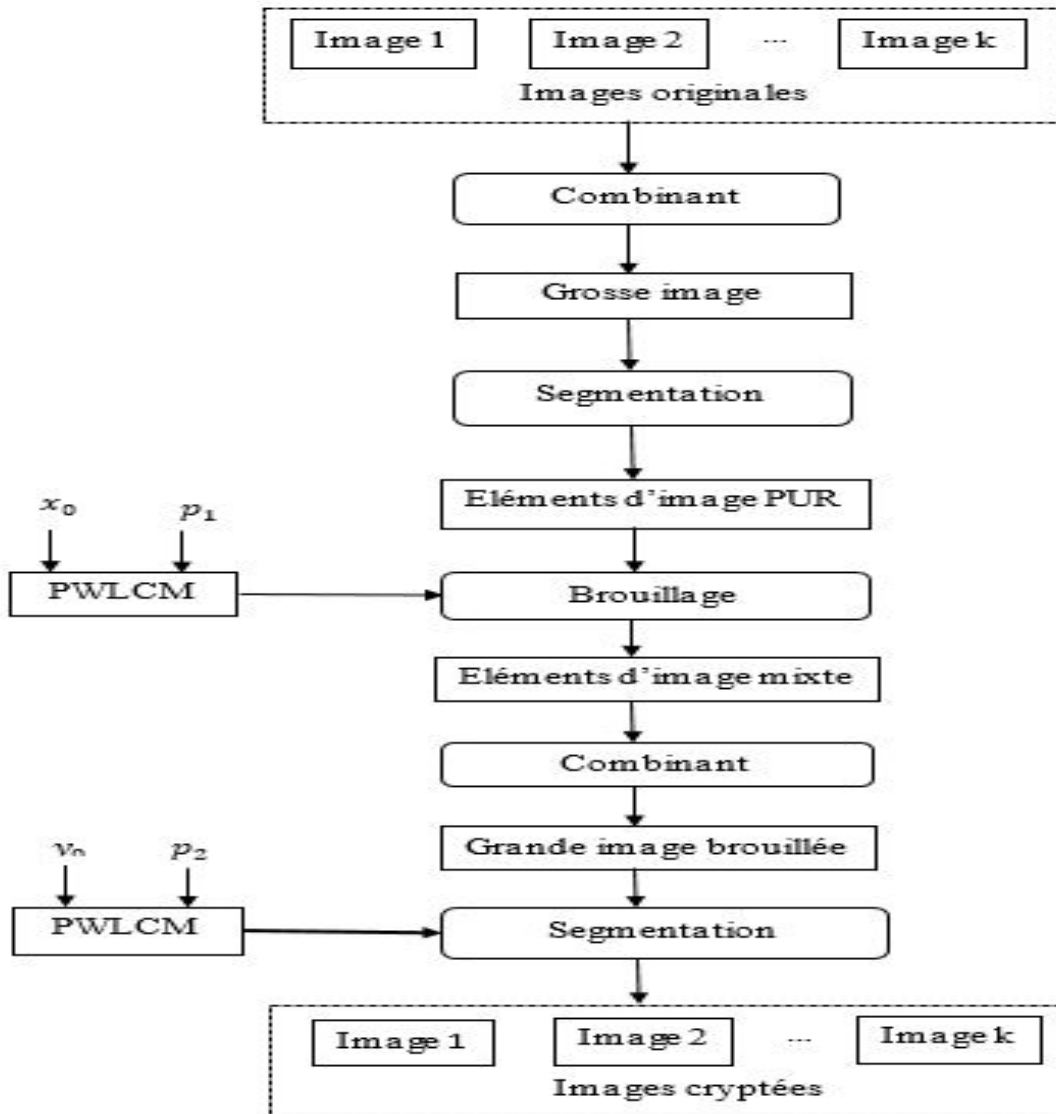 Image 1 Image 2 ... Image k
Images originales
Combinant
Grosse image
Segmentation
Eléments d'image PUR
x₀ p₁
PWLCM
Brouillage
Eléments d'image mixte
Combinant
Grande image brouillée
y₀ p₂
PWLCM
Segmentation
Image 1 Image 2 ... Image k
Images cryptées